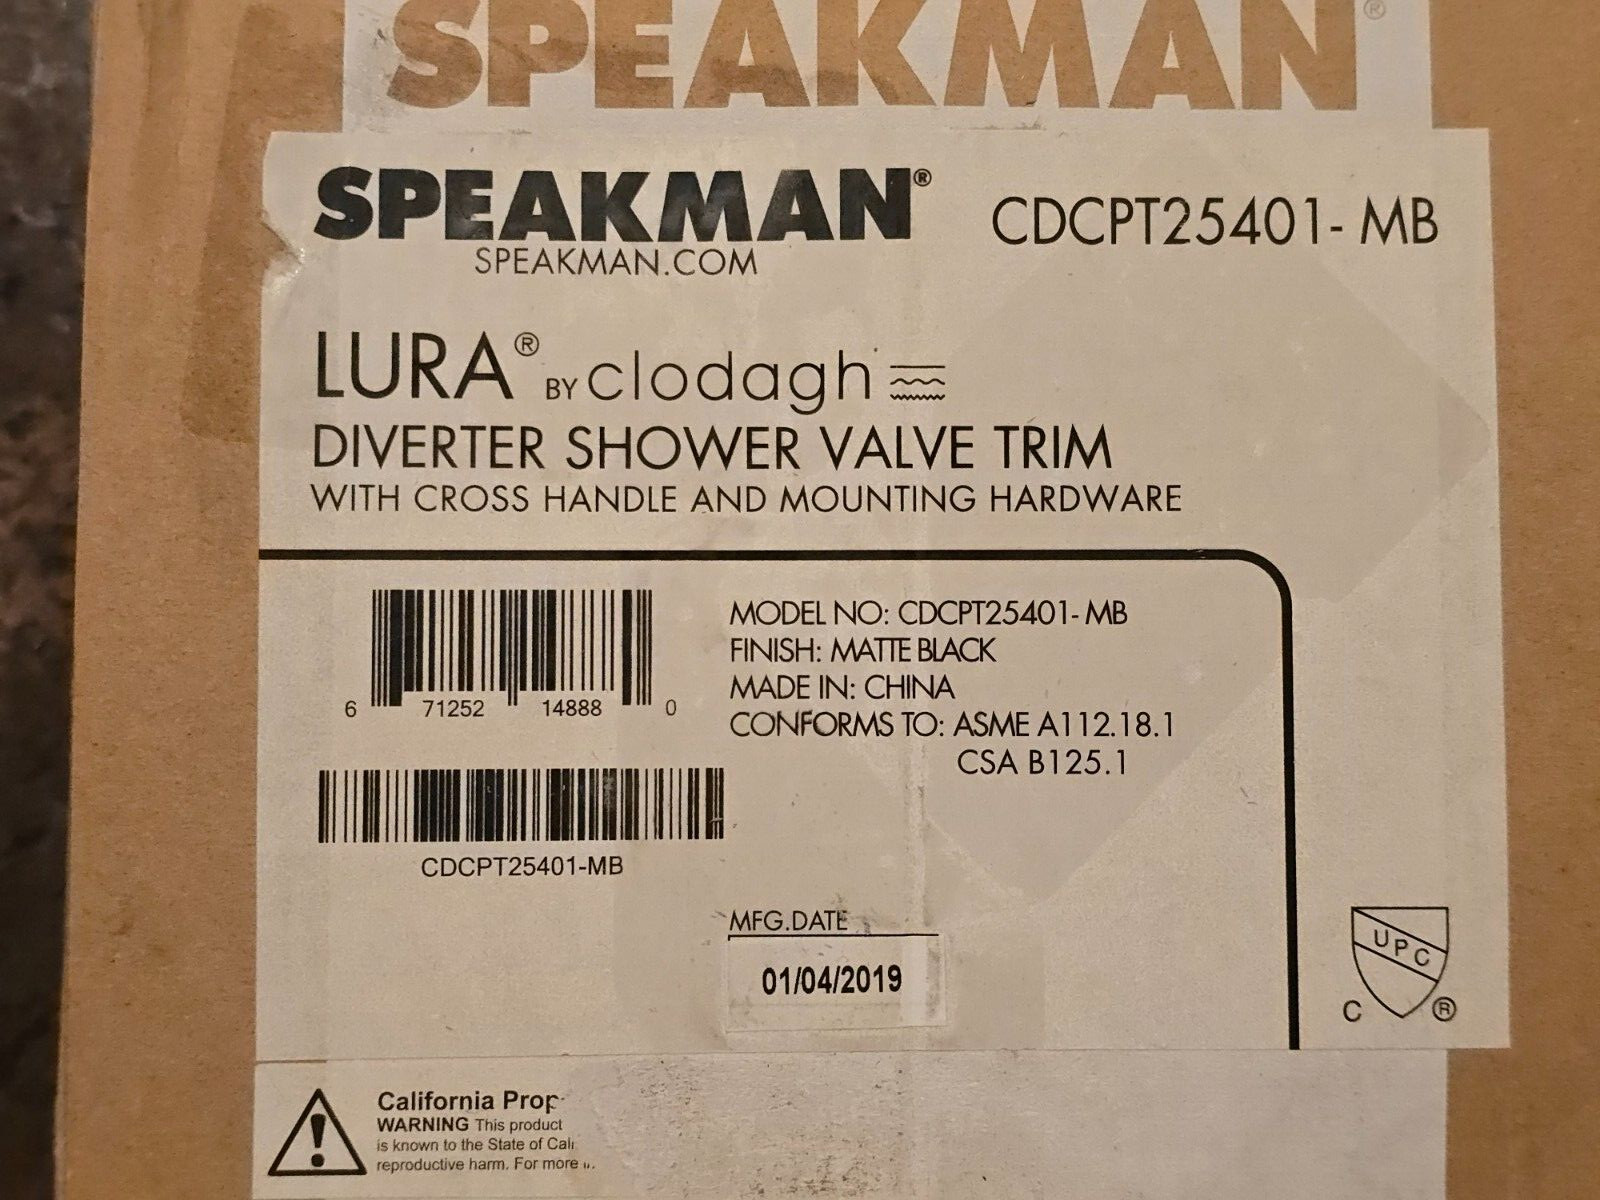 SPEAKMAN®
SPEAKMAN® CDCPT25401- MB
SPEAKMAN.COM
LURA® BY clodagh
DIVERTER SHOWER VALVE TRIM
WITH CROSS HANDLE AND MOUNTING HARDWARE
MODEL NO: CDCPT25401- MB
FINISH: MATTE BLACK
MADE IN: CHINA
CONFORMS TO: ASME A112.18.1
CSA B125.1
6 71252 14888 0
CDCPT25401-MB
MFG.DATE
01/04/2019
UPC
C ®
California Prop
WARNING This product
is known to the State of Cali
reproductive harm. For more